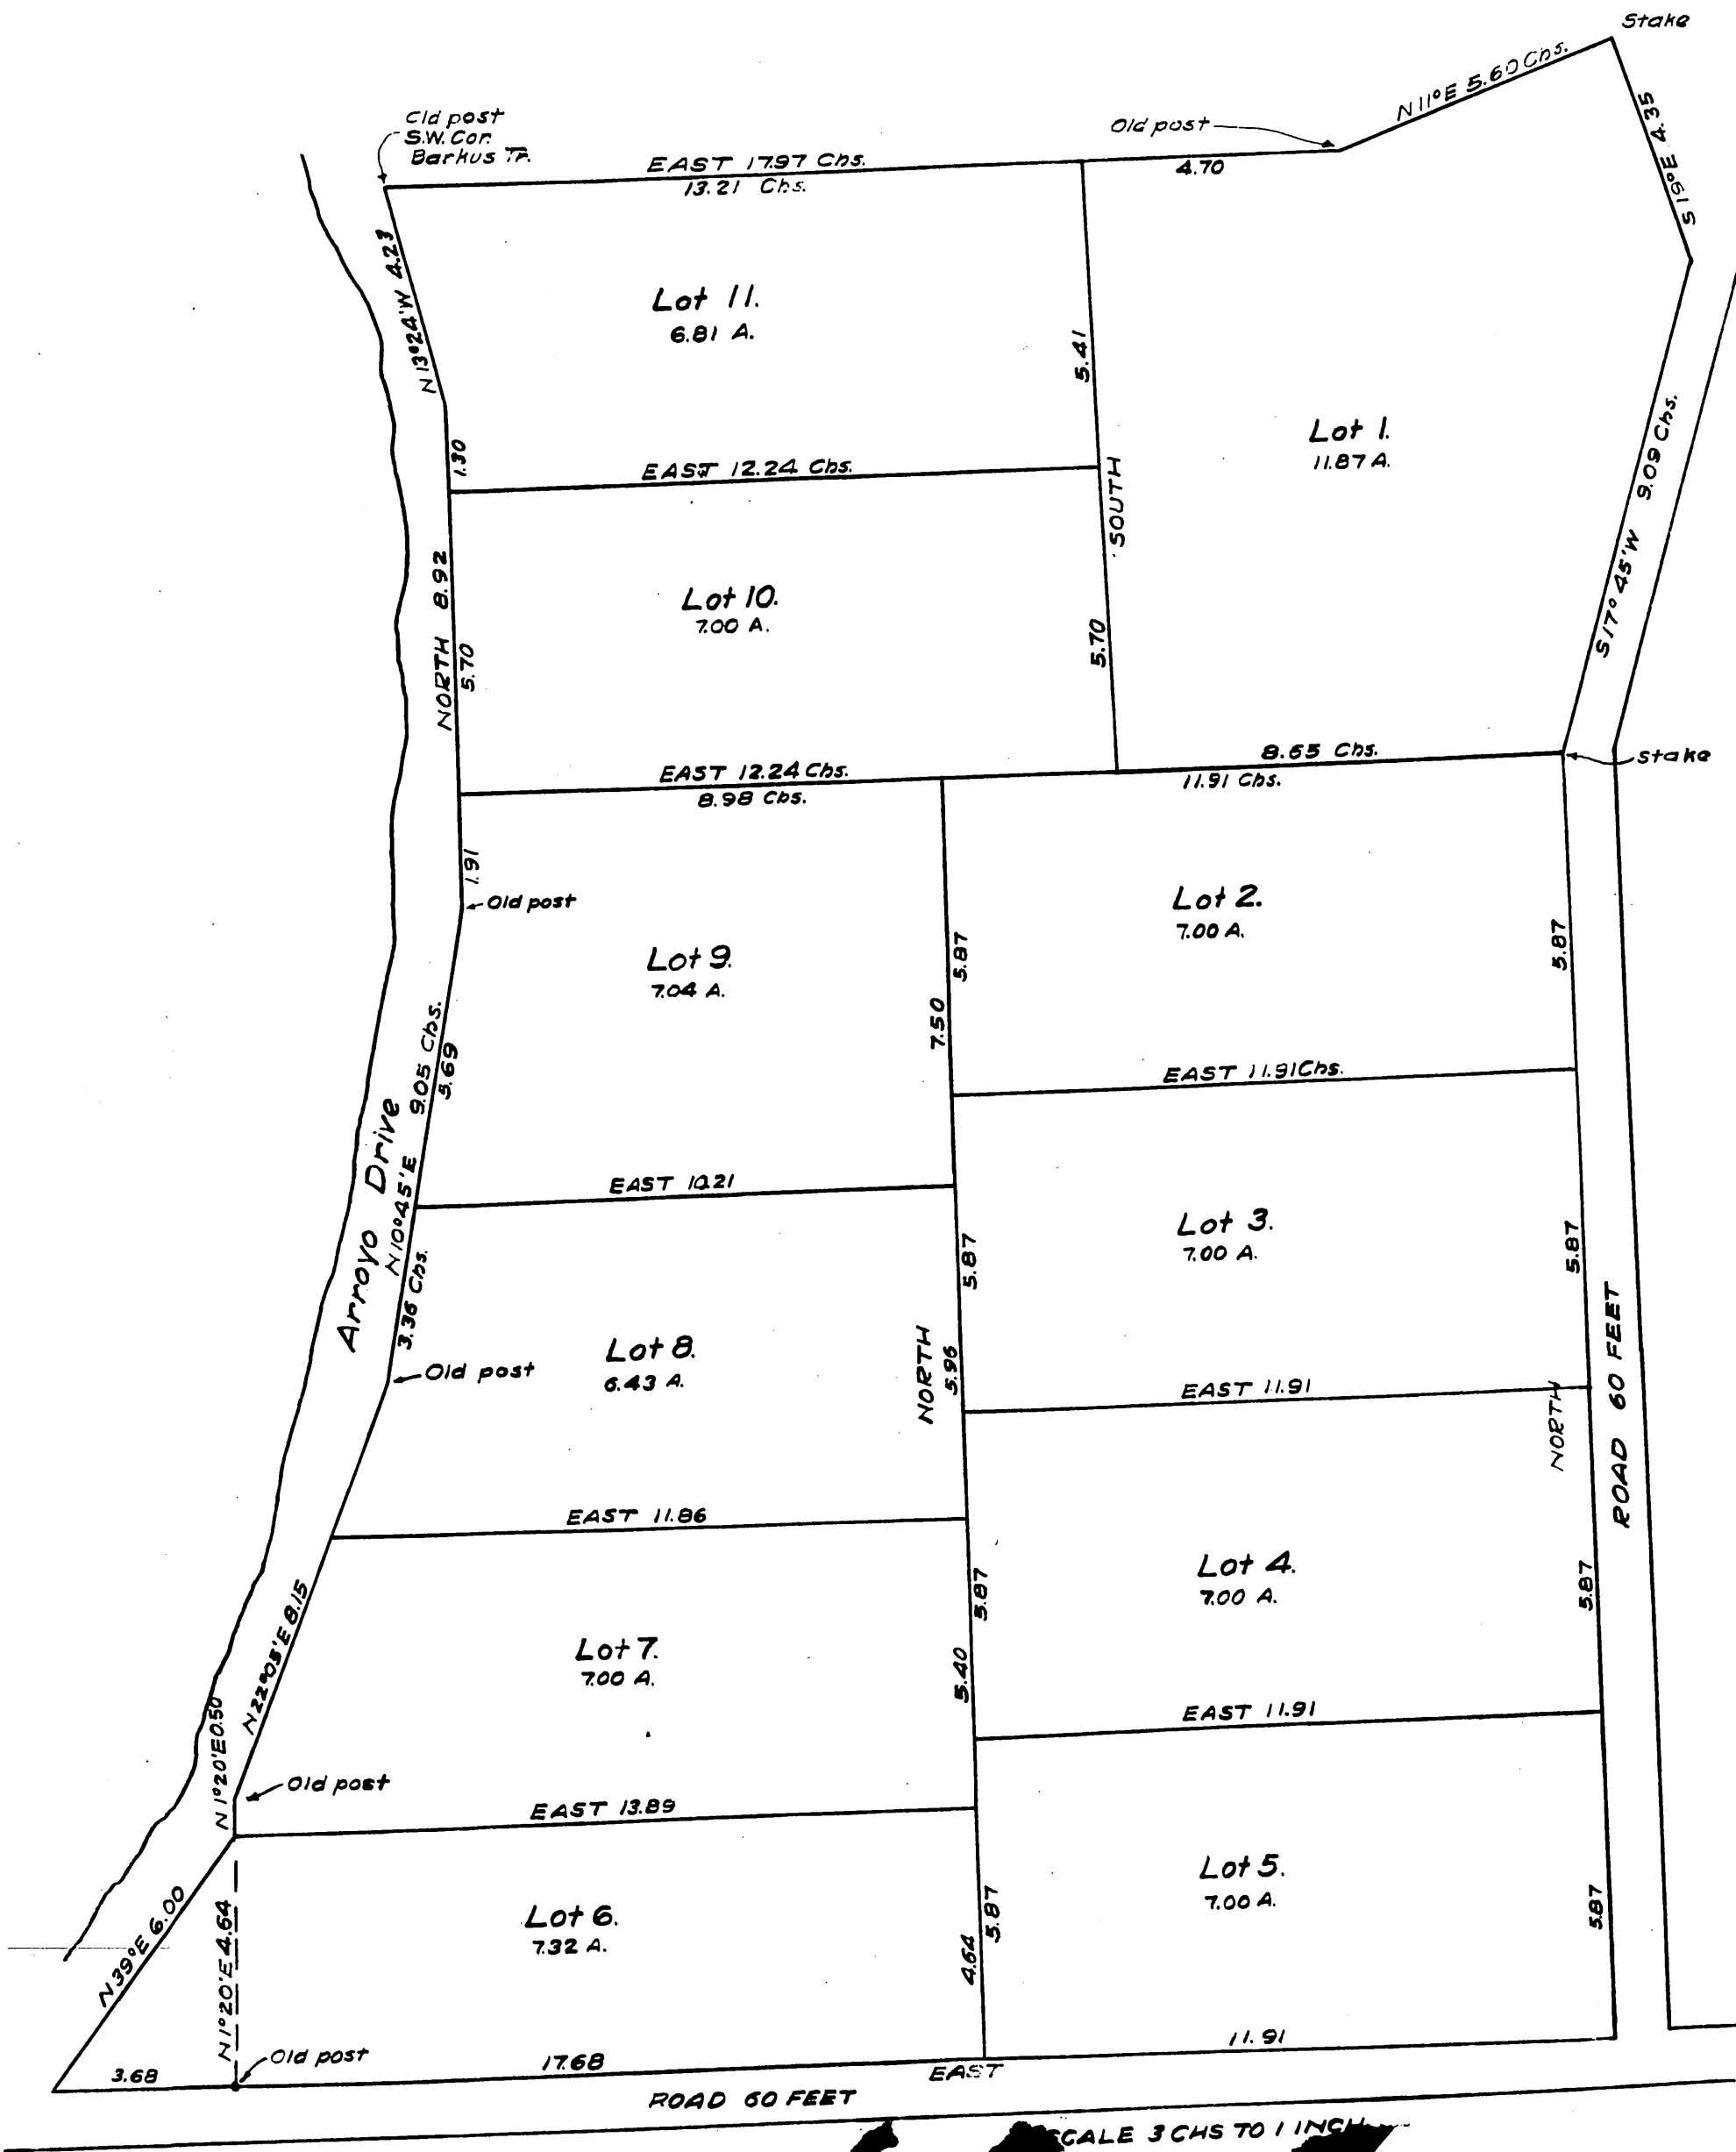 Stake
N 11° E 5.60 Chs.
S 19° E 4.35
Old post
S.W. Cor.
Barkus Tr.
Old post
EAST 17.97 Chs.
13.21 Chs.
4.70
N 13° 24' W 4.23
Lot 11.
6.81 A.
5.41
1.30
EAST 12.24 Chs.
SOUTH
Lot 1.
11.87 A.
S 17° 45' W 9.09 Chs.
NORTH 8.92
5.70
Lot 10.
7.00 A.
5.70
EAST 12.24 Chs.
8.98 Chs.
8.65 Chs.
11.91 Chs.
Stake
1.91
Old post
Lot 9.
7.04 A.
7.50
5.87
Lot 2.
7.00 A.
5.87
EAST 11.91 Chs.
Arroyo Drive
N 10° 45' E 9.05 Chs.
5.69
EAST 10.21
3.36 Chs.
Old post
Lot 8.
6.43 A.
NORTH
5.96
5.87
Lot 3.
7.00 A.
5.87
EAST 11.91
NORTH
ROAD 60 FEET
EAST 11.86
N 22° 05' E 8.15
Lot 7.
7.00 A.
5.40
5.87
Lot 4.
7.00 A.
5.87
EAST 11.91
N 1° 20' E 0.50
Old post
EAST 13.89
N 39° E 6.00
N 1° 20' E 4.64
Lot 6.
7.32 A.
4.64
5.87
Lot 5.
7.00 A.
5.87
Old post
3.68
17.68
EAST
11.91
ROAD 60 FEET
SCALE 3 CHS TO 1 INCH